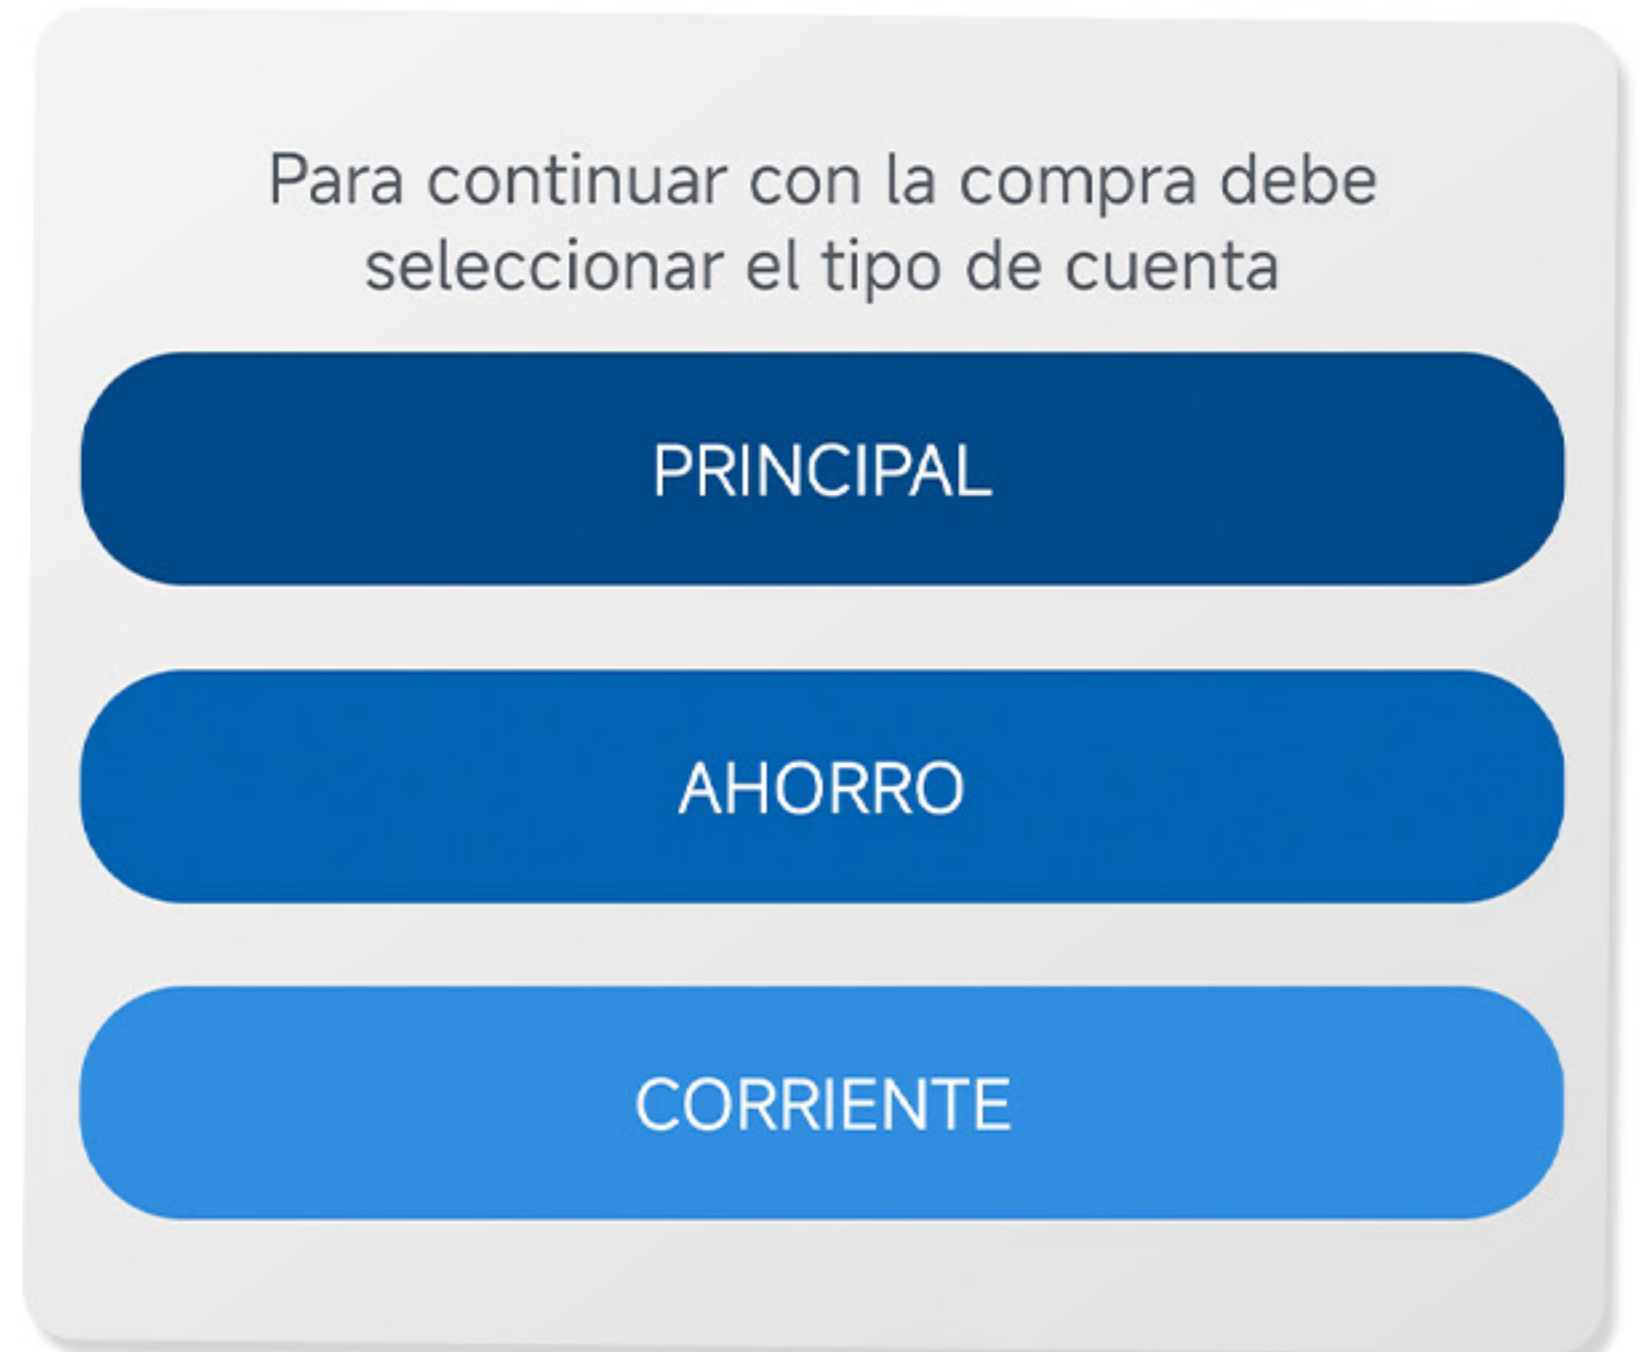 Para continuar con la compra debe
seleccionar el tipo de cuenta
PRINCIPAL
AHORRO
CORRIENTE